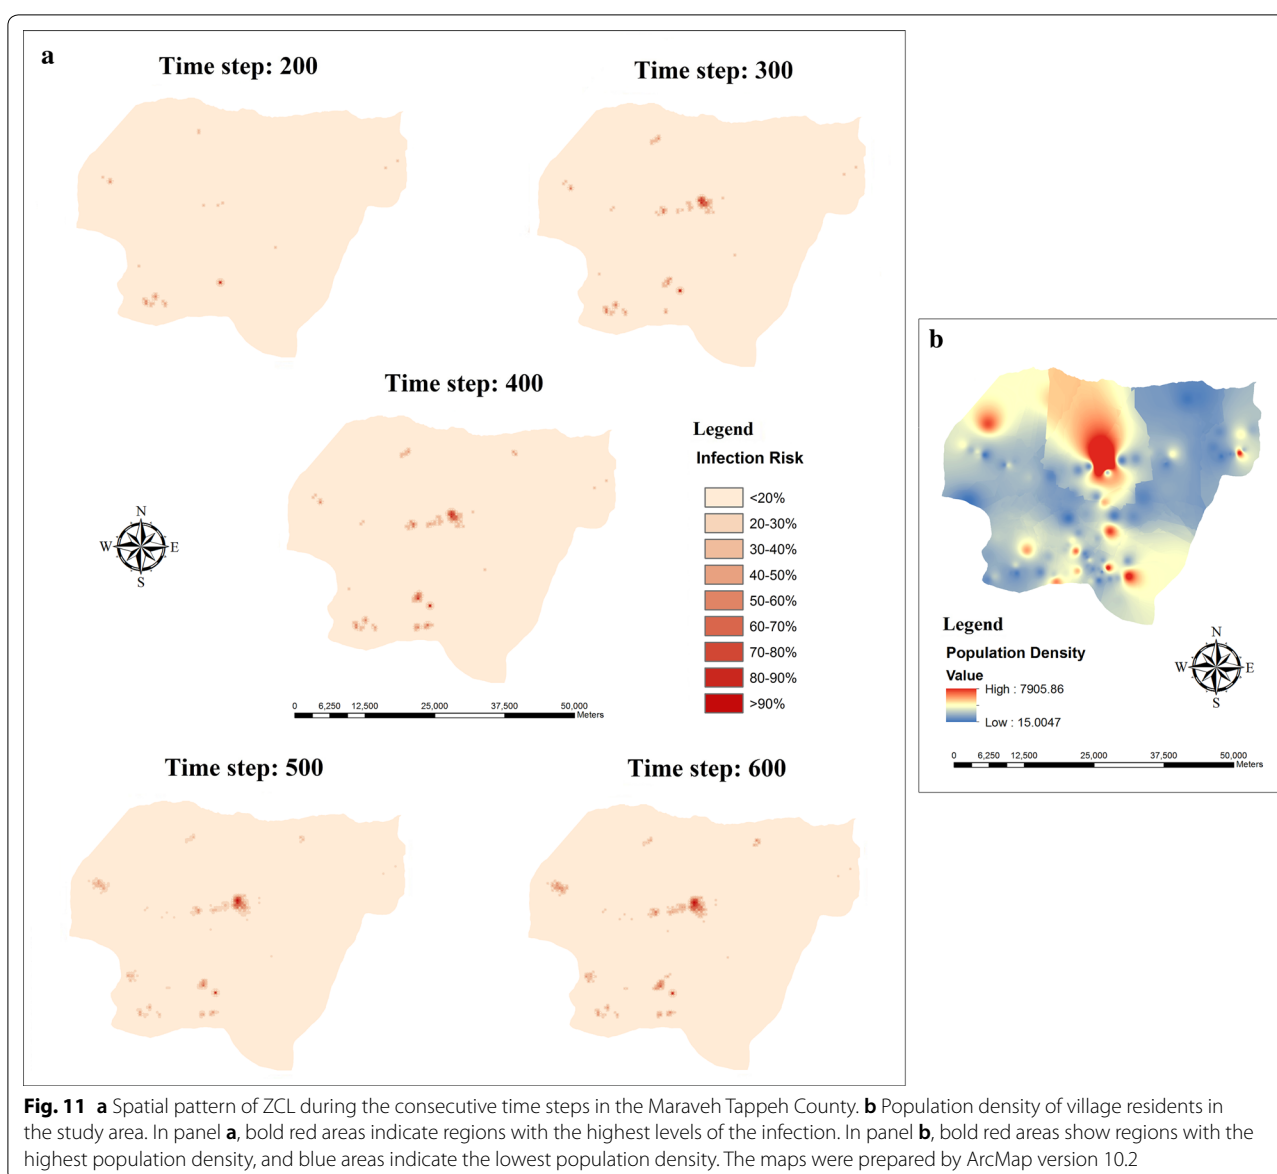 a
Time step: 200
Time step: 300
Time step: 400
Legend
Infection Risk
<20%
20-30%
30-40%
40-50%
50-60%
60-70%
70-80%
80-90%
>90%
N
W E
S
0 6,250 12,500 25,000 37,500 50,000
Meters
Time step: 500
Time step: 600
b
Legend
Population Density
Value
High : 7905.86
Low : 15.0047
N
W E
S
0 6,250 12,500 25,000 37,500 50,000
Meters
Fig. 11 a Spatial pattern of ZCL during the consecutive time steps in the Maraveh Tappeh County. b Population density of village residents in
the study area. In panel a, bold red areas indicate regions with the highest levels of the infection. In panel b, bold red areas show regions with the
highest population density, and blue areas indicate the lowest population density. The maps were prepared by ArcMap version 10.2